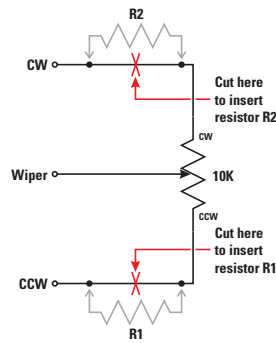 R2
CW
Cut here
to insert
resistor R2
CW
Wiper
10K
CCW
Cut here
to insert
resistor R1
CCW
R1